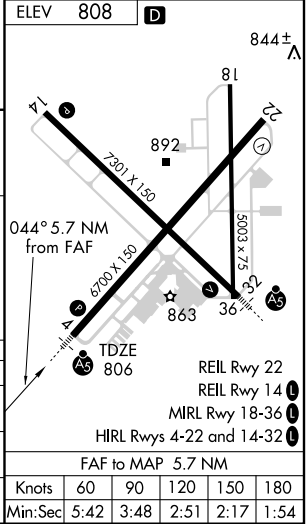 ELEV 808 D
844±
18
14 P 22
V
892
7301 X 150
044° 5.7 NM
from FAF
6700 X 150
5003 x 75
P V 32
4 863 36 A5
A5 TDZE
806
REIL Rwy 22
REIL Rwy 14 L
MIRL Rwy 18-36 L
HIRL Rwys 4-22 and 14-32 L
FAF to MAP 5.7 NM
Knots 60 90 120 150 180
Min:Sec 5:42 3:48 2:51 2:17 1:54